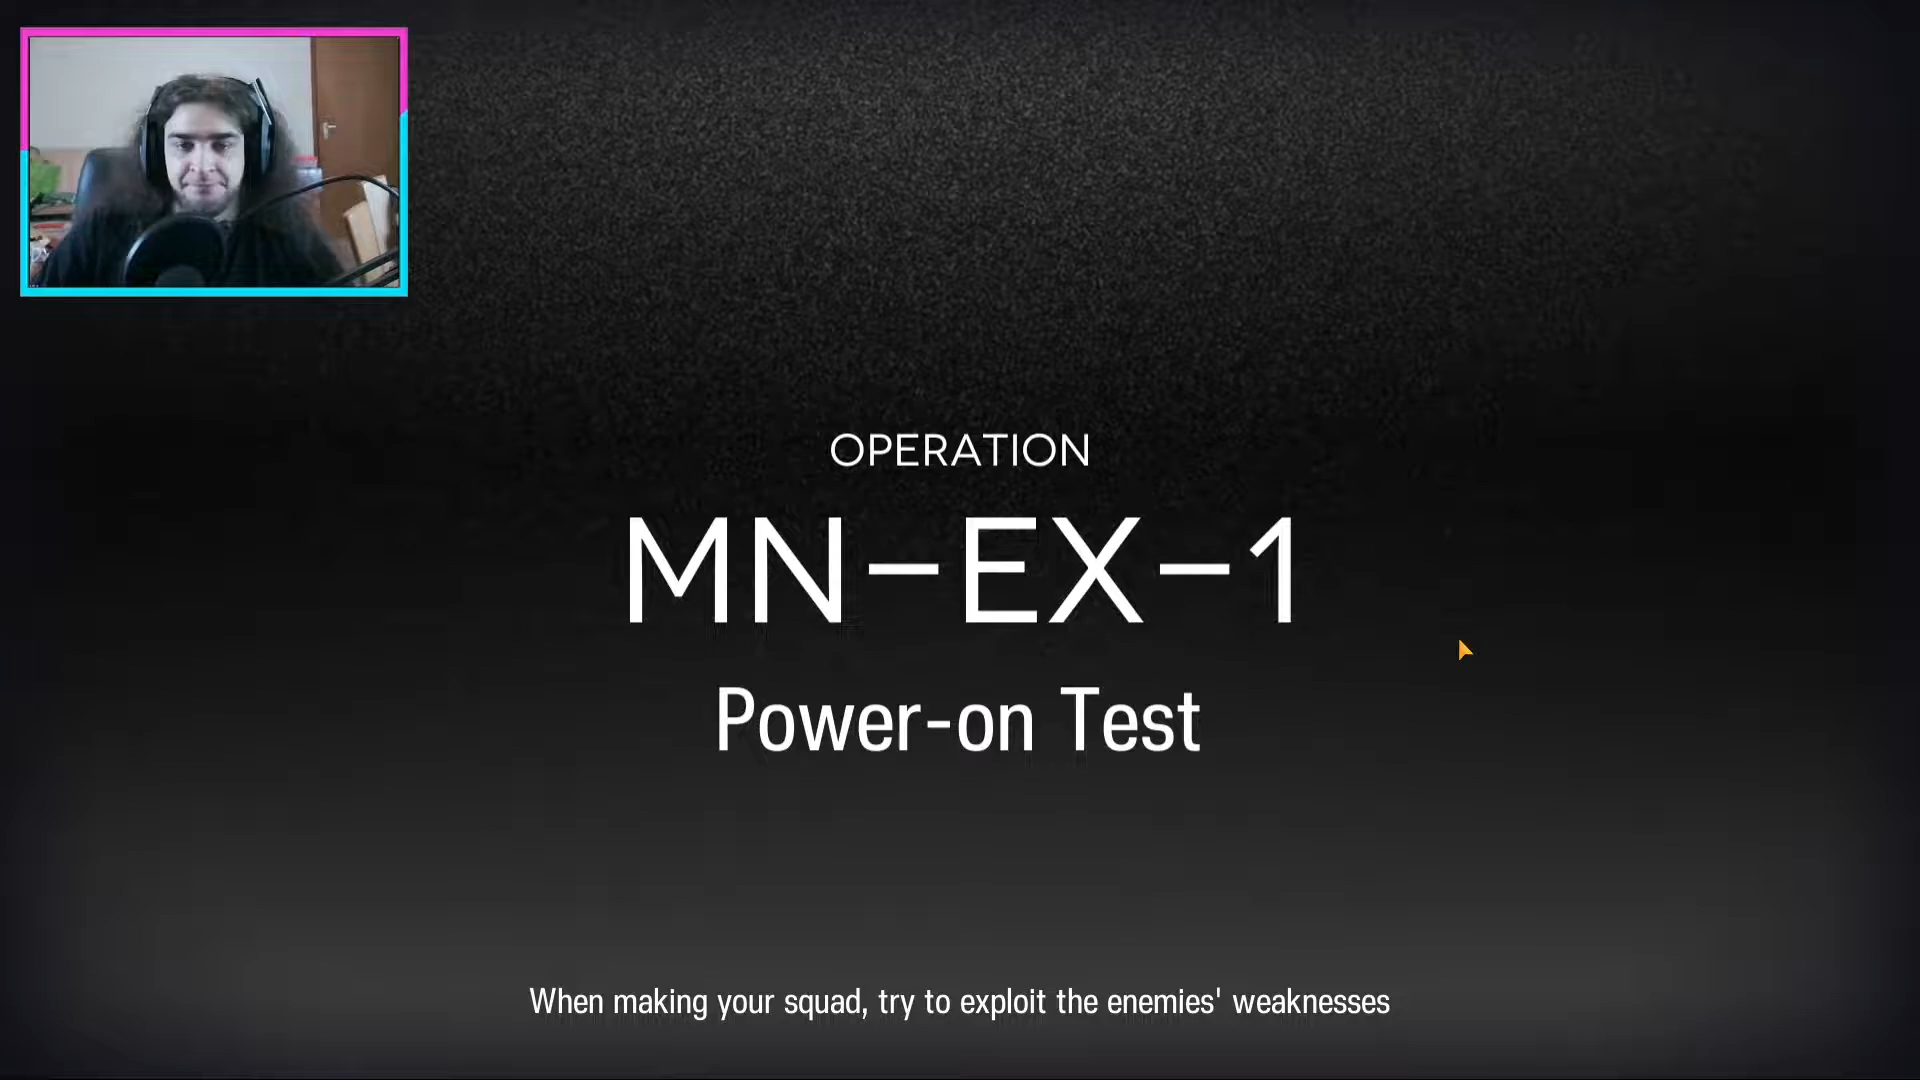 OPERATION
MN-EX-1
Power-on Test
When making your squad, try to exploit the enemies' weaknesses